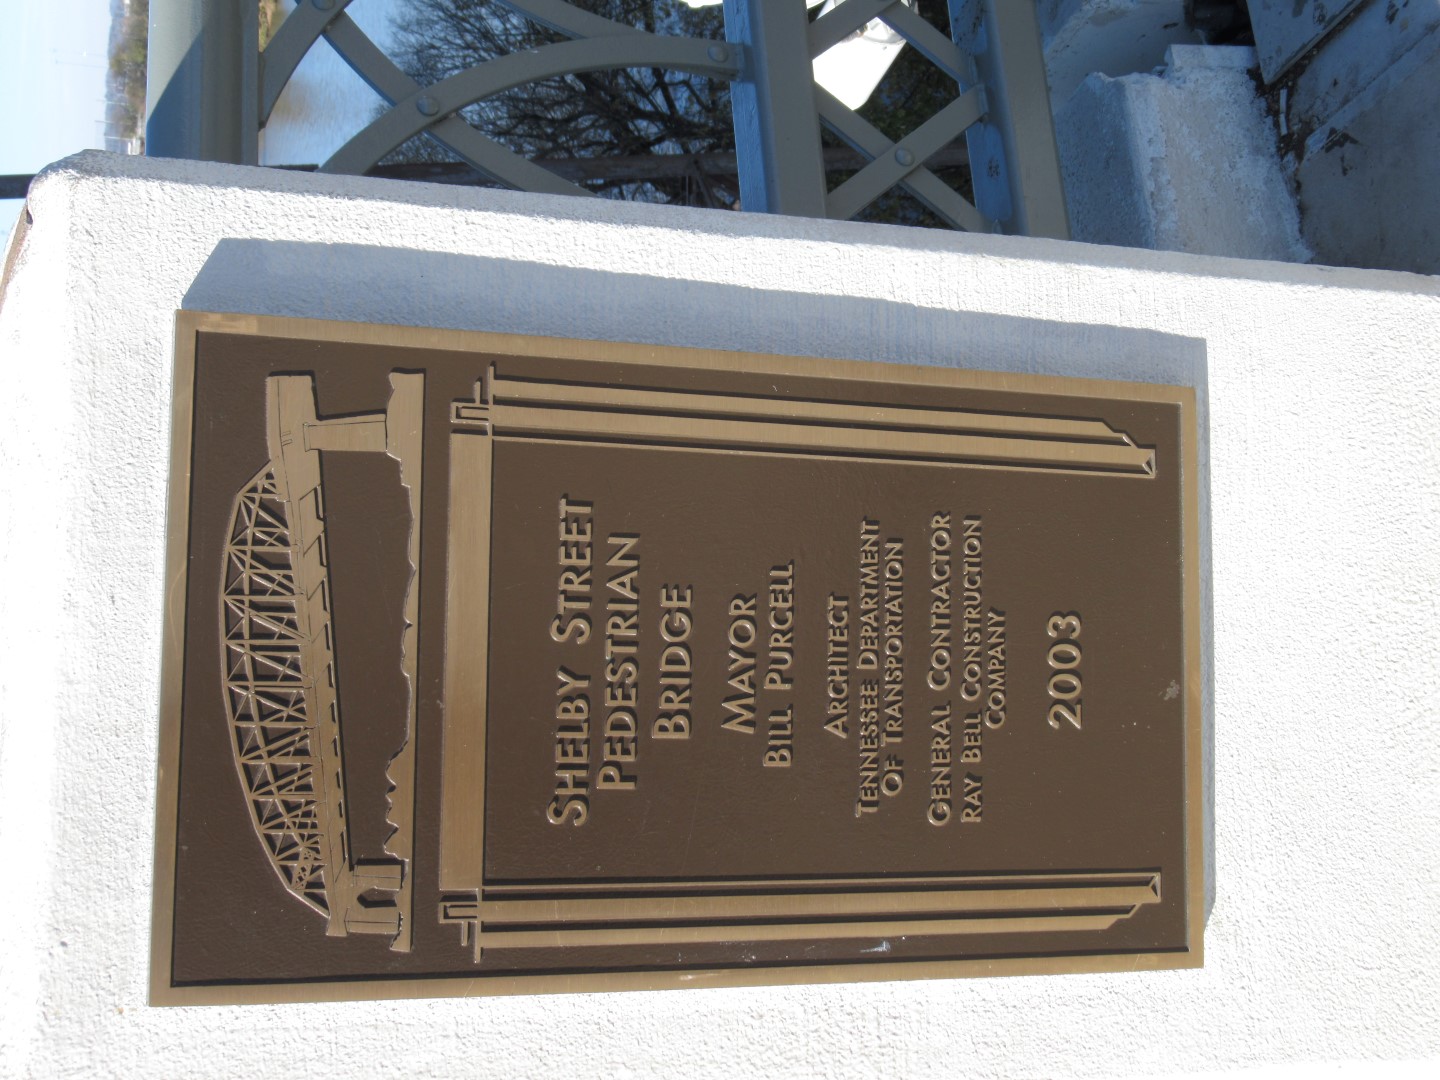 SHELBY STREET
PEDESTRIAN
BRIDGE
MAYOR
BILL PURCELL
ARCHITECT
TENNESSEE DEPARTMENT
OF TRANSPORTATION
GENERAL CONTRACTOR
RAY BELL CONSTRUCTION
COMPANY
2003